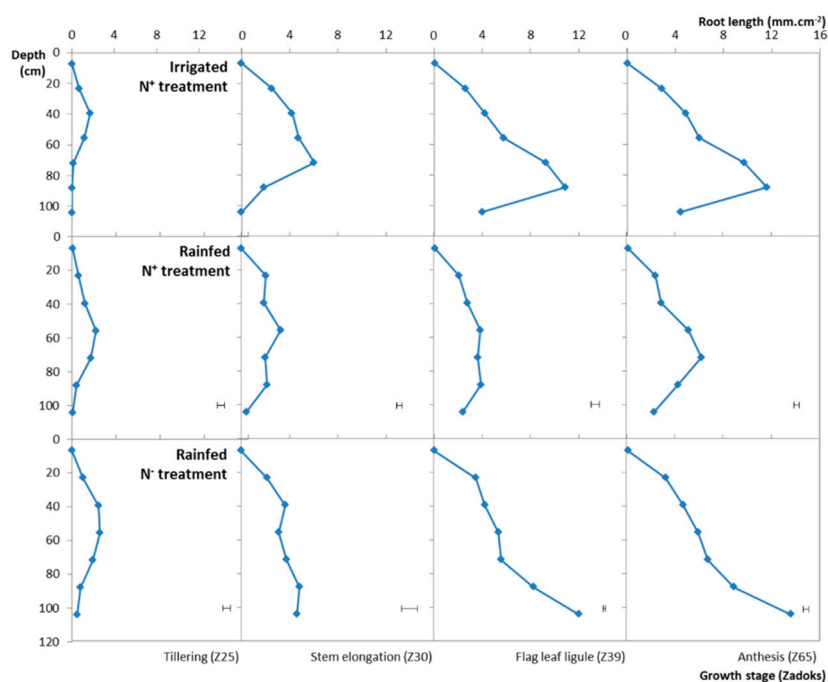 Root length (mm.cm-2)
0 4 8 12 0 4 8 12 0 4 8 12 0 4 8 12 16
Depth
(cm)
0
20
40
60
80
100
Irrigated
N+ treatment
0
20
40
60
80
100
Rainfed
N+ treatment
0
20
40
60
80
100
120
Rainfed
N- treatment
Tillering (Z25) Stem elongation (Z30) Flag leaf ligule (Z39) Anthesis (Z65)
Growth stage (Zadoks)